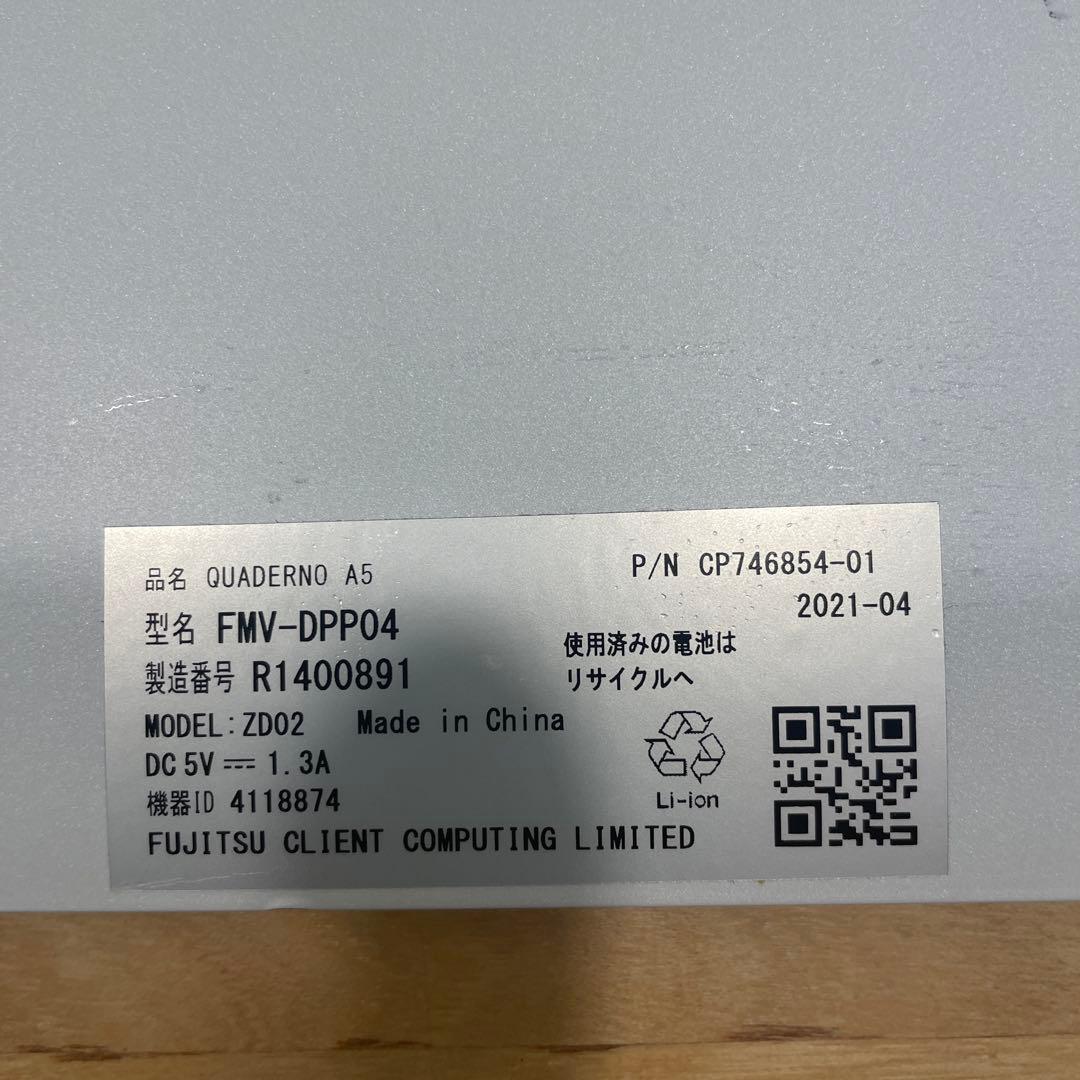 品名 QUADERNO A5
型名 FMV-DPP04
製造番号 R1400891
MODEL:ZD02 Made in China
DC 5V ⎓ 1.3A
機器ID 4118874
FUJITSU CLIENT COMPUTING LIMITED
P/N CP746854-01
2021-04
使用済みの電池は
リサイクルへ
Li-ion